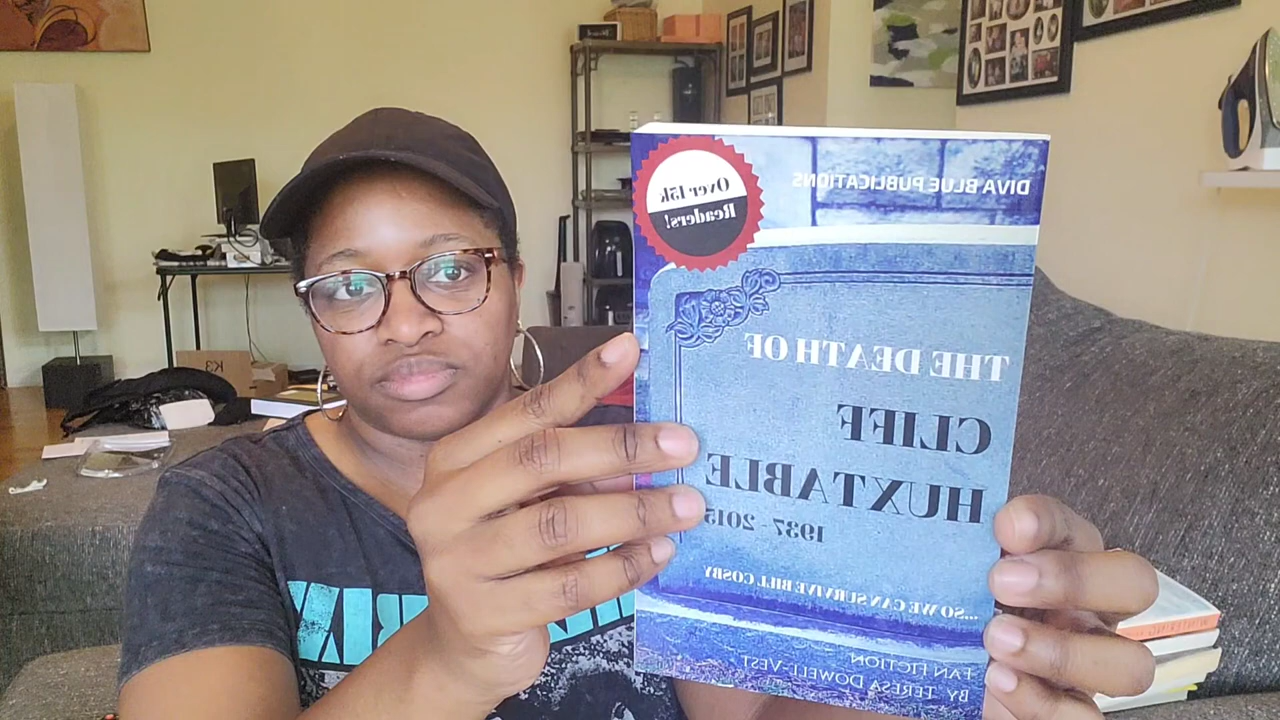 DIVA BLUE PUBLICATIONS
Over 15k
Readers!
THE DEATH OF
CLIFF
HUXTABLE
1937 - 2015
...SO WE CAN SURVIVE BILL COSBY
FAN FICTION
BY TERESA DOWELL-VEST
K3